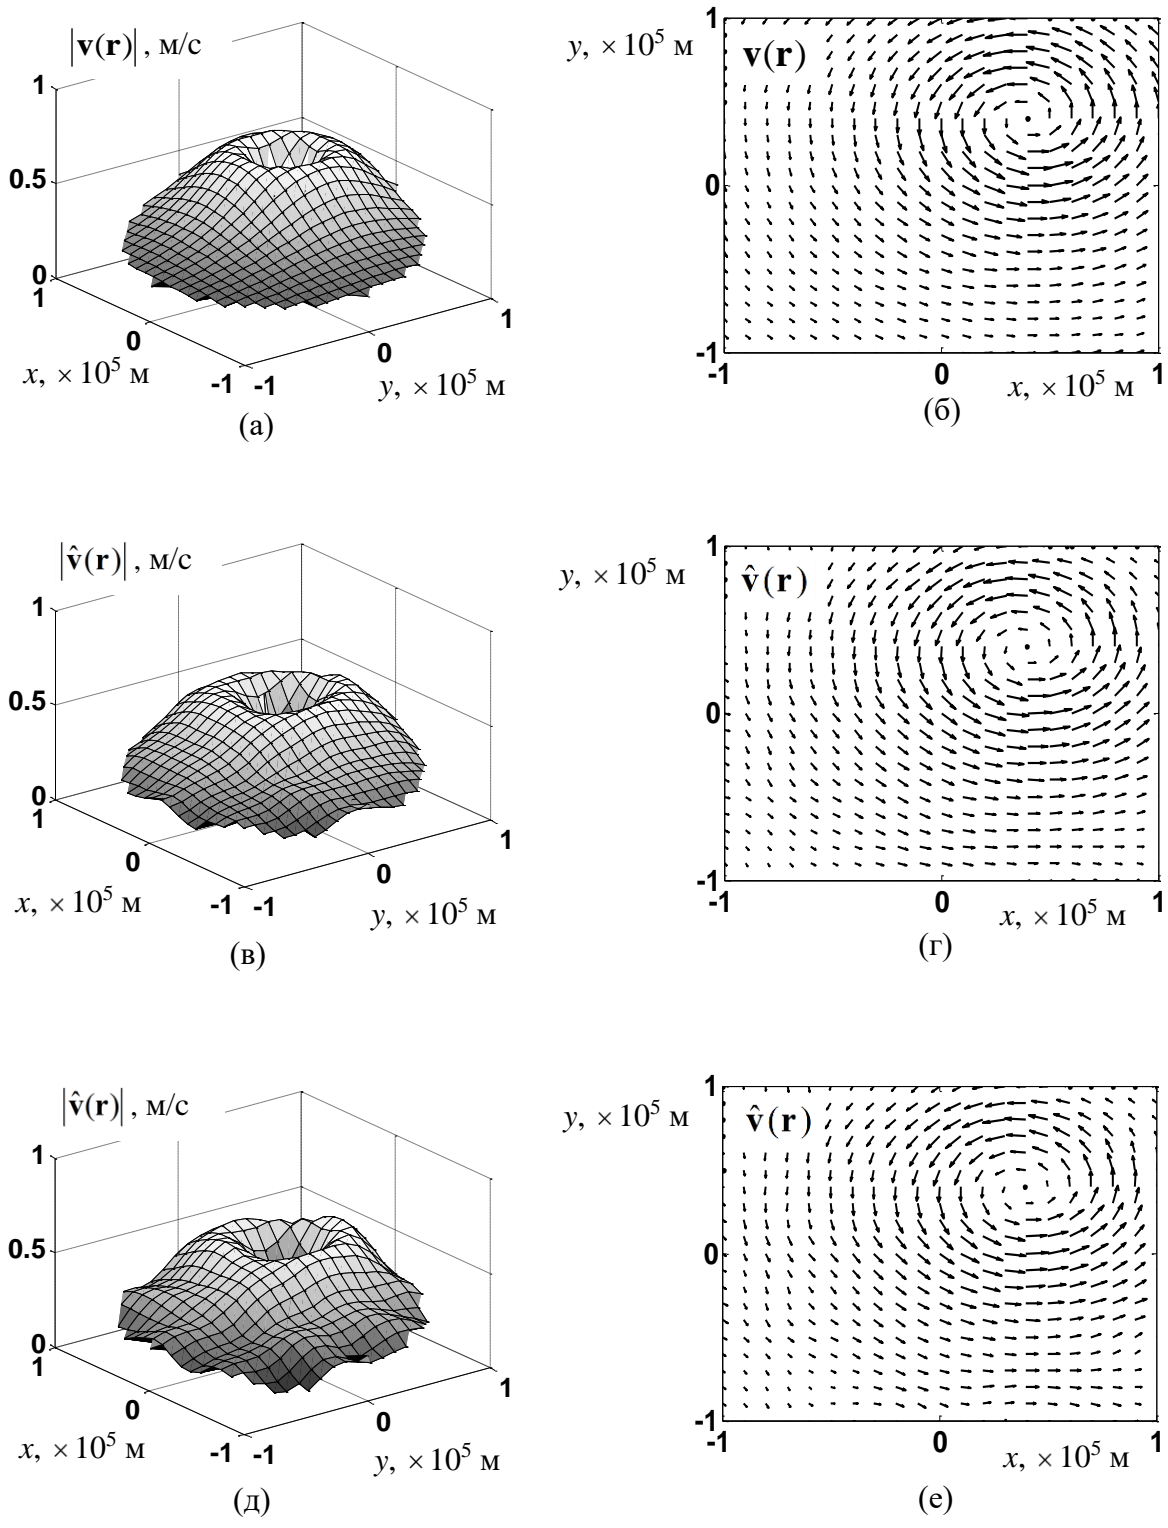 |v(r)| , м/с
1
0.5
0
1
0
-1
-1
0
1
x, ×10⁵ м
y, ×10⁵ м
(а)
y, ×10⁵ м
v(r)
1
0
-1
-1
0
1
x, ×10⁵ м
(б)
|v̂(r)| , м/с
1
0.5
0
1
0
-1
-1
0
1
x, ×10⁵ м
y, ×10⁵ м
(в)
y, ×10⁵ м
v̂(r)
1
0
-1
-1
0
1
x, ×10⁵ м
(г)
|v̂(r)| , м/с
1
0.5
0
1
0
-1
-1
0
1
x, ×10⁵ м
y, ×10⁵ м
(д)
y, ×10⁵ м
v̂(r)
1
0
-1
-1
0
1
x, ×10⁵ м
(е)